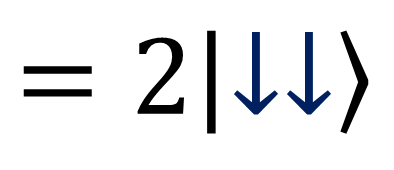 = 2|↓↓⟩